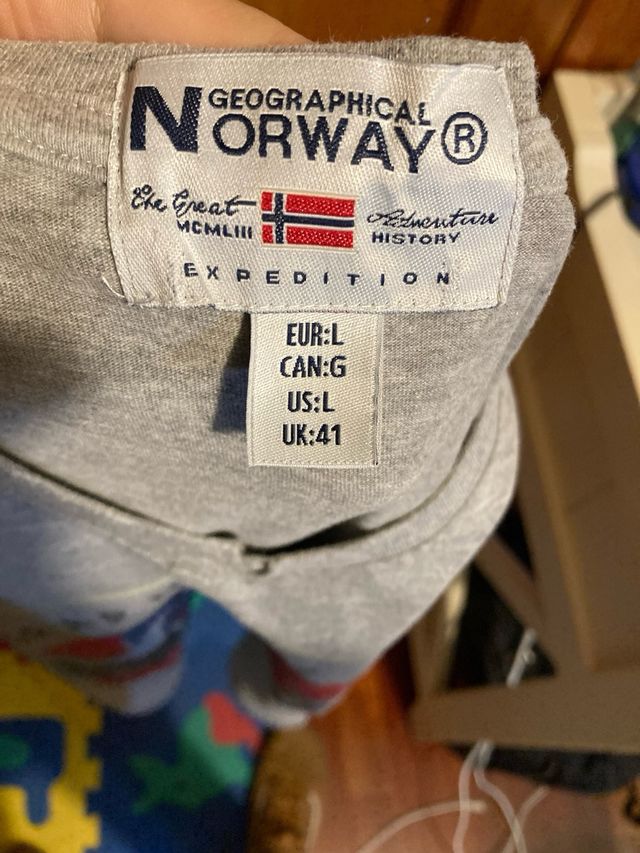 GEOGRAPHICAL
NORWAY®
The Great Adventure
MCMLIII HISTORY
EXPEDITION
EUR:L
CAN:G
US:L
UK:41